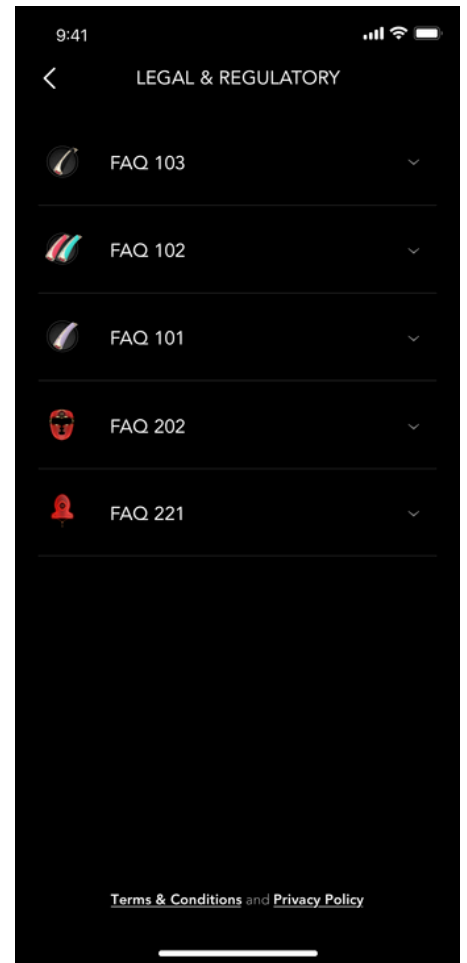 9:41
LEGAL & REGULATORY
FAQ 103
FAQ 102
FAQ 101
FAQ 202
FAQ 221
Terms & Conditions and Privacy Policy